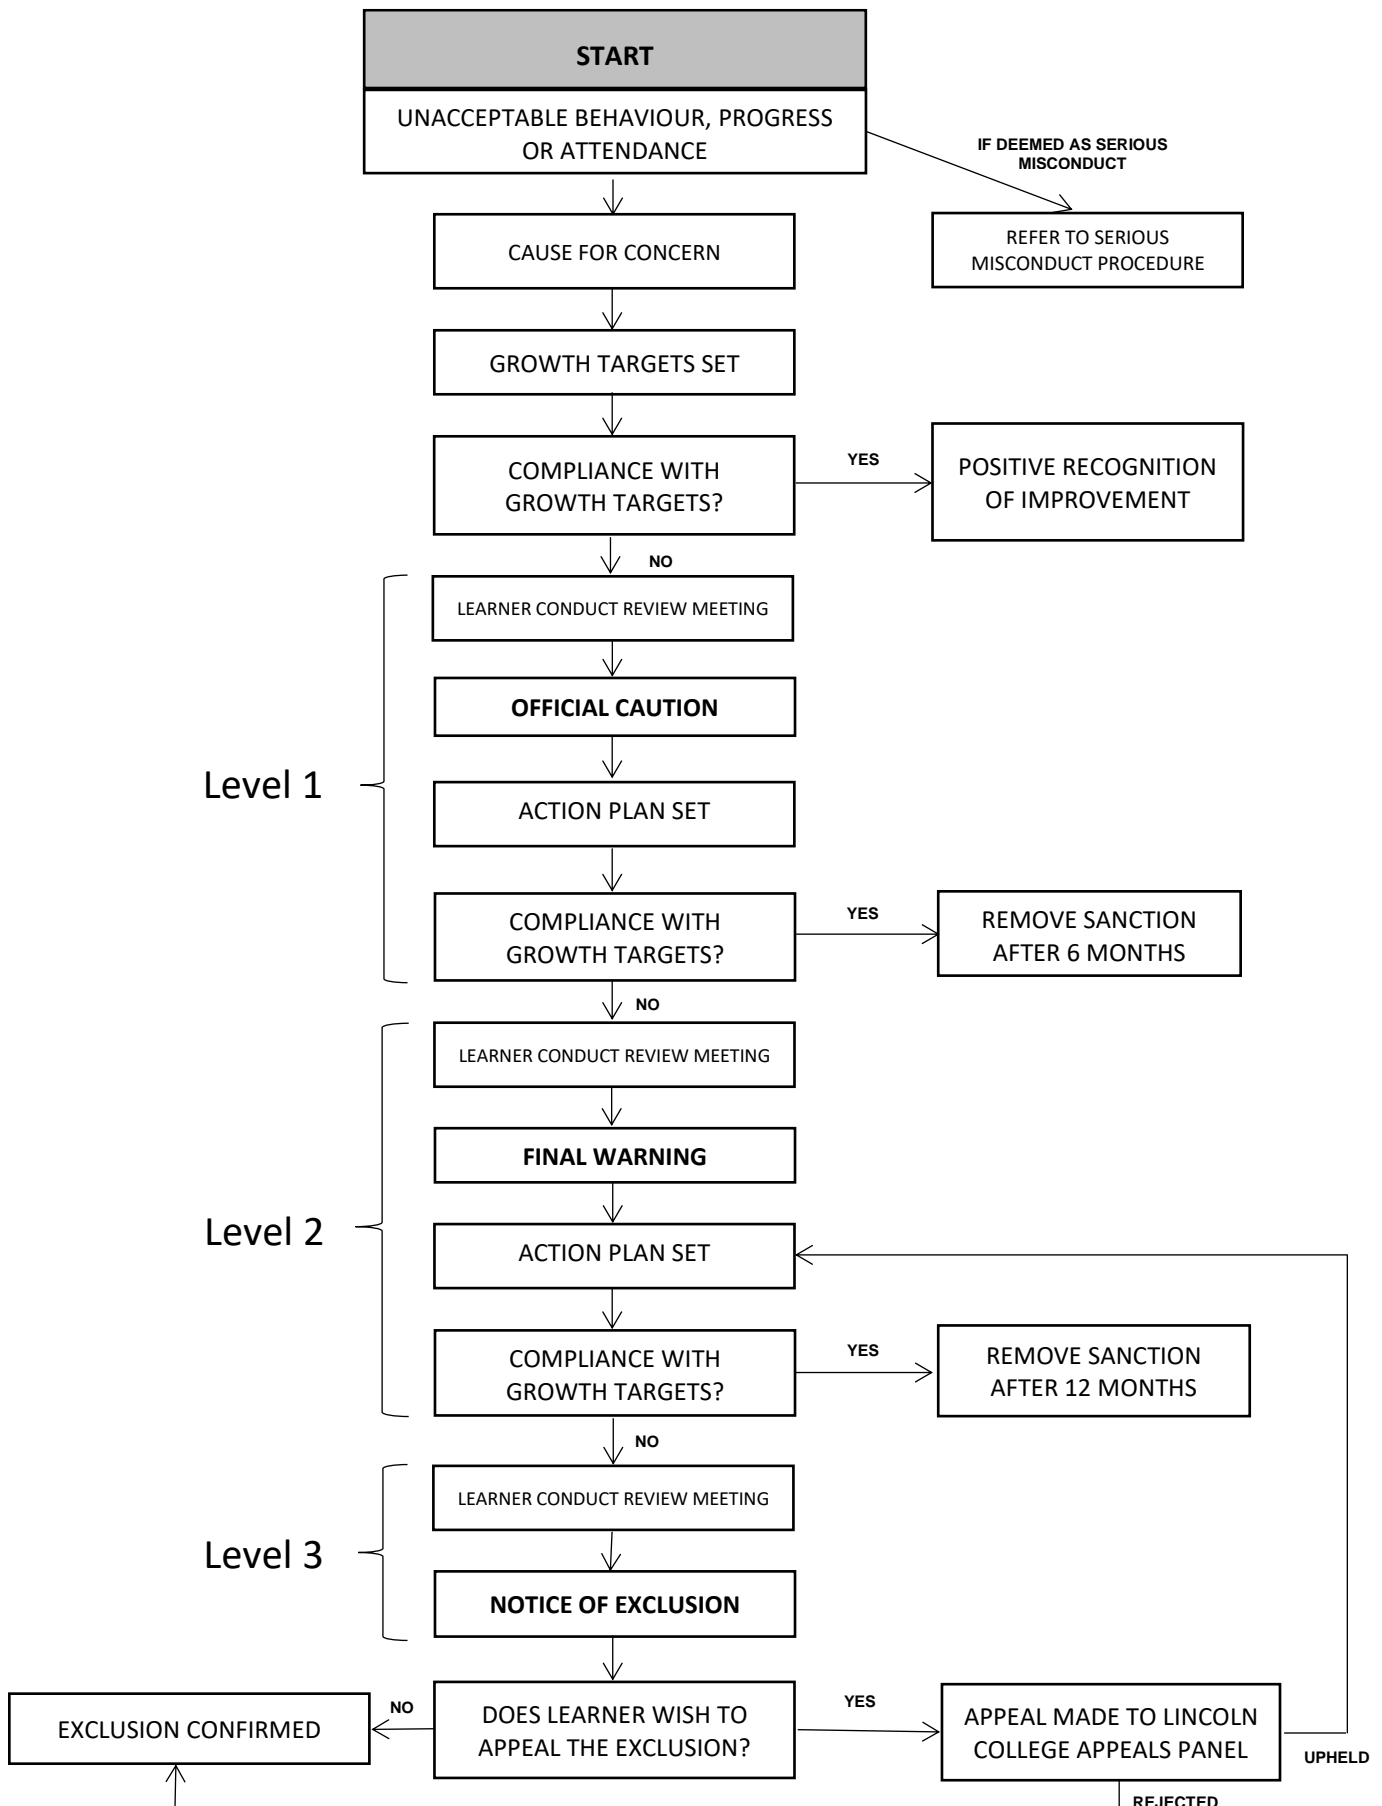 START
UNACCEPTABLE BEHAVIOUR, PROGRESS
OR ATTENDANCE
IF DEEMED AS SERIOUS
MISCONDUCT
CAUSE FOR CONCERN
REFER TO SERIOUS
MISCONDUCT PROCEDURE
GROWTH TARGETS SET
COMPLIANCE WITH
GROWTH TARGETS?
YES
POSITIVE RECOGNITION
OF IMPROVEMENT
NO
Level 1
LEARNER CONDUCT REVIEW MEETING
OFFICIAL CAUTION
ACTION PLAN SET
COMPLIANCE WITH
GROWTH TARGETS?
YES
REMOVE SANCTION
AFTER 6 MONTHS
NO
Level 2
LEARNER CONDUCT REVIEW MEETING
FINAL WARNING
ACTION PLAN SET
COMPLIANCE WITH
GROWTH TARGETS?
YES
REMOVE SANCTION
AFTER 12 MONTHS
NO
Level 3
LEARNER CONDUCT REVIEW MEETING
NOTICE OF EXCLUSION
DOES LEARNER WISH TO
APPEAL THE EXCLUSION?
NO
EXCLUSION CONFIRMED
YES
APPEAL MADE TO LINCOLN
COLLEGE APPEALS PANEL
UPHELD
REJECTED